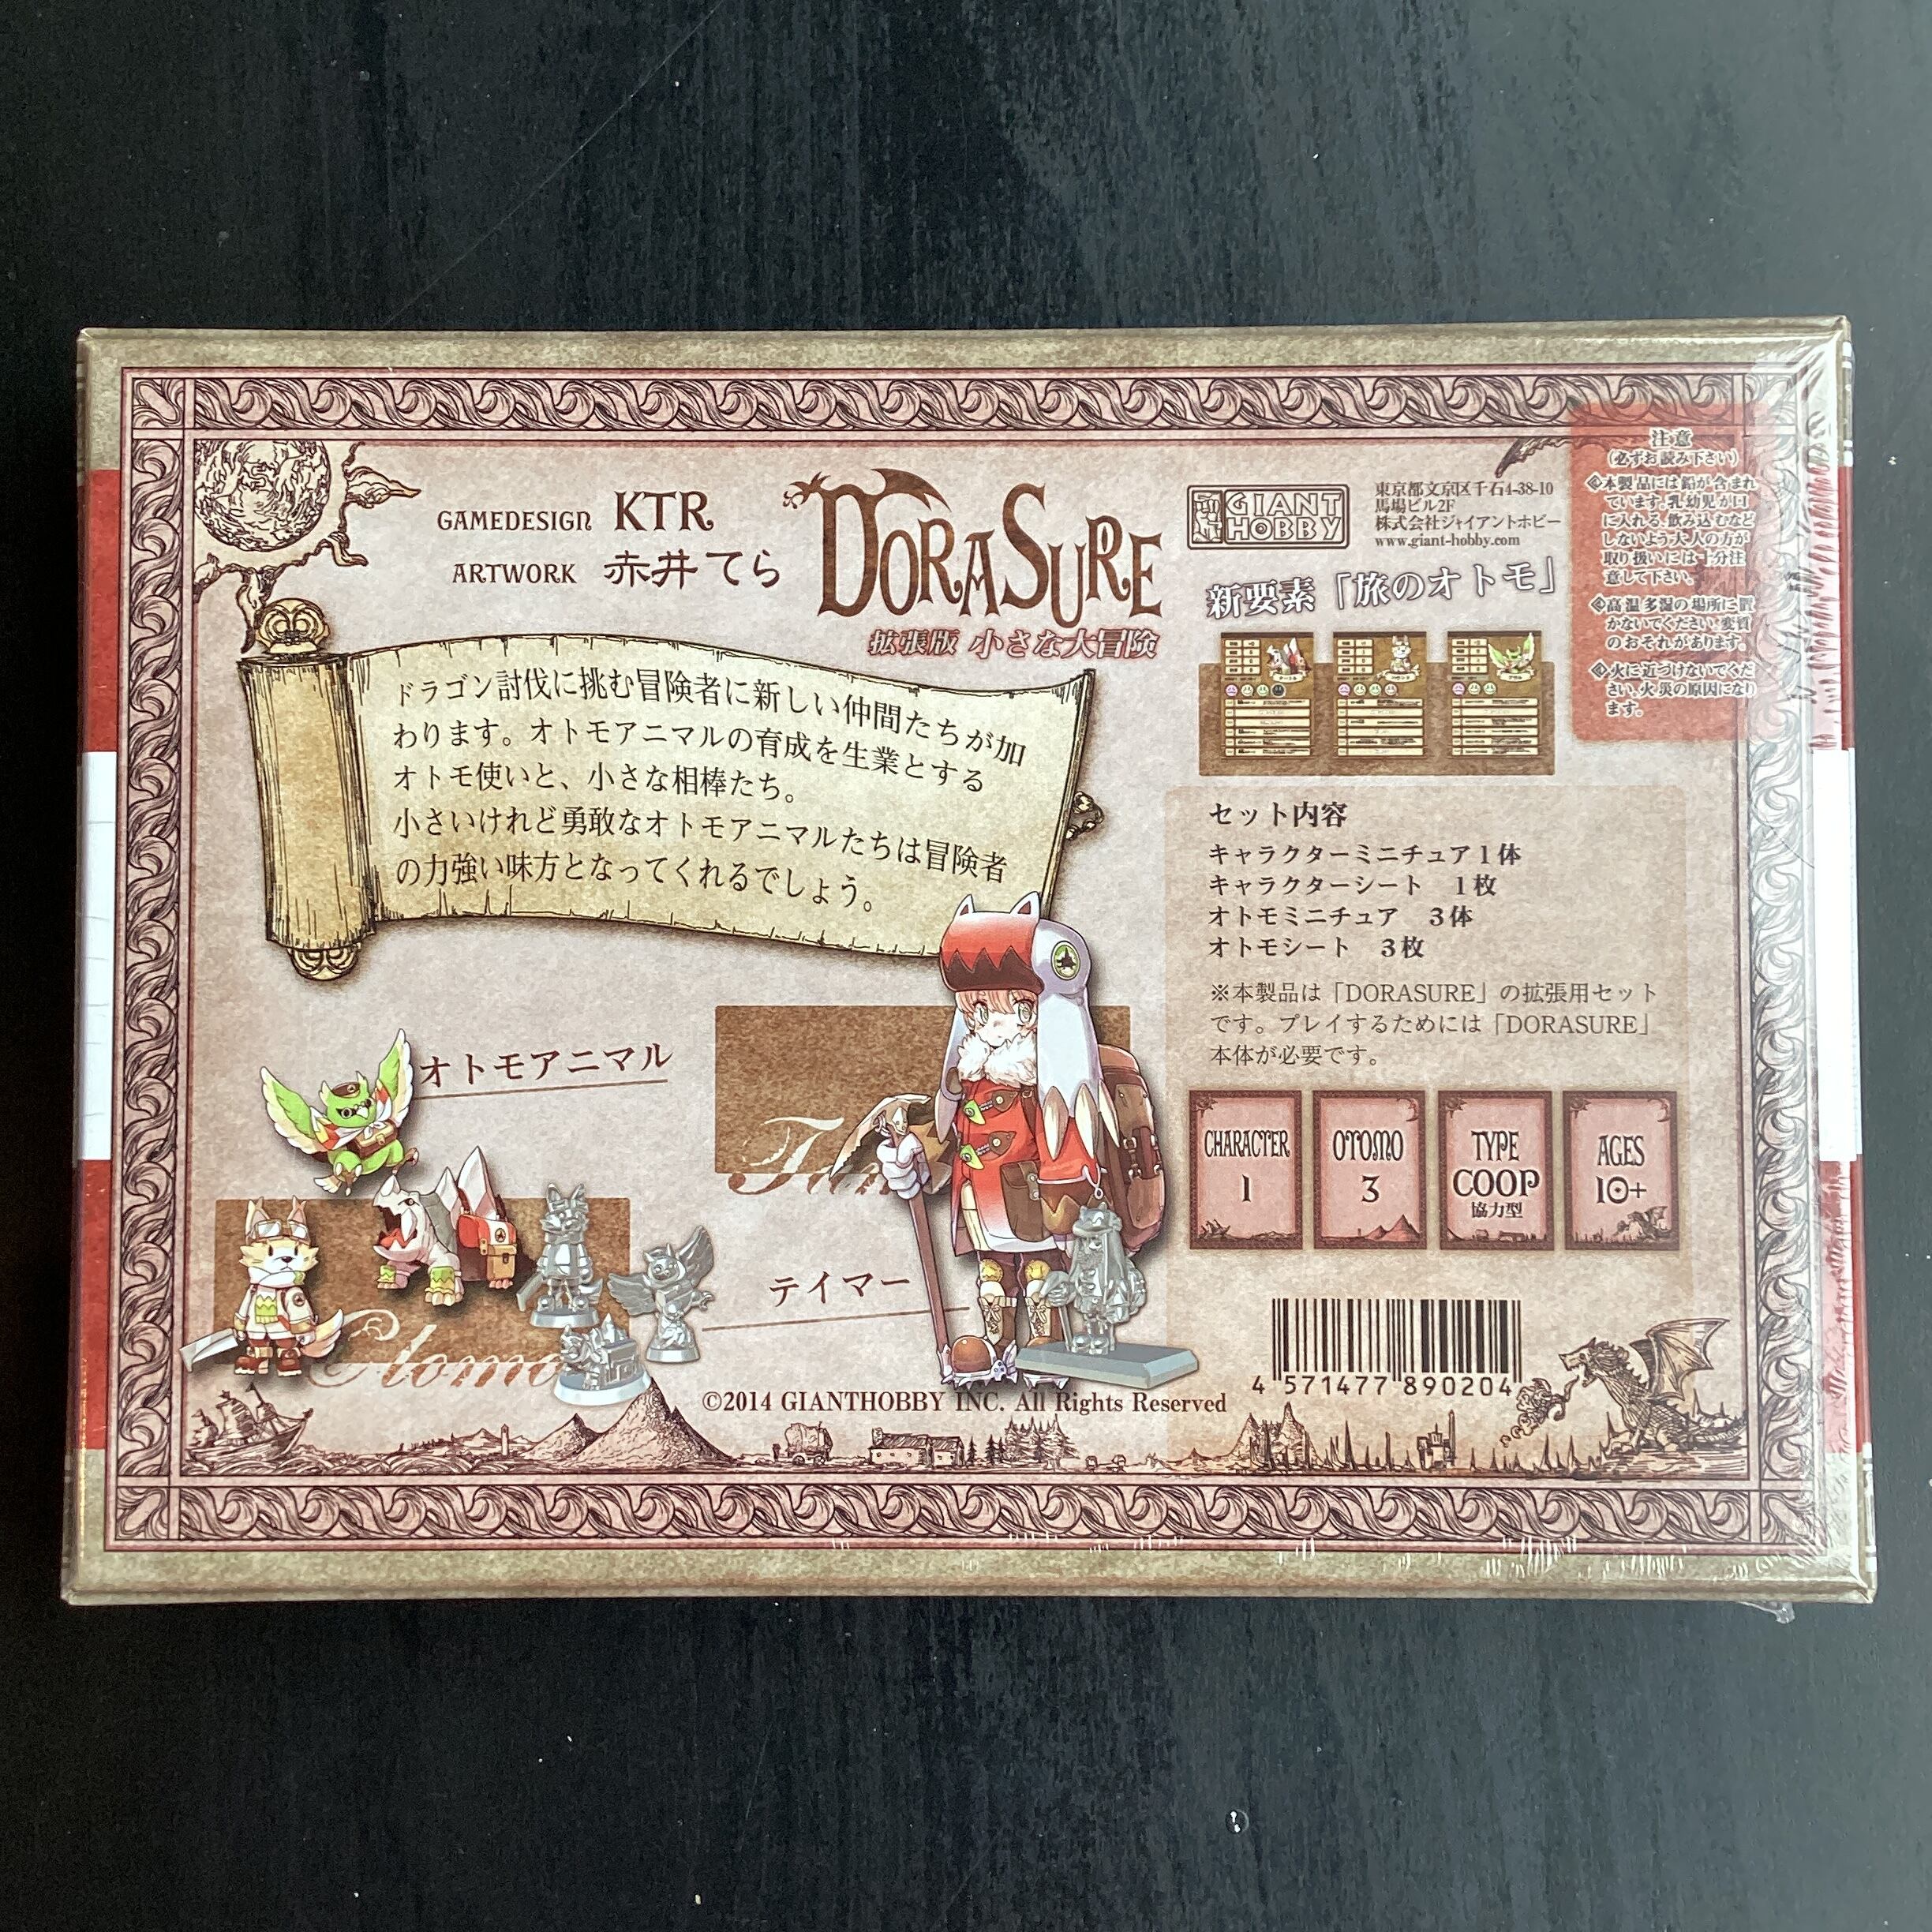 GAMEDESIGN KTR
ARTWORK 赤井てら
DORASURE
拡張版 小さな大冒険
GIANT
HOBBY
東京都文京区千石4-38-10
馬場ビル2F
株式会社ジャイアントホビー
www.giant-hobby.com
新要素「旅のオトモ」
注意
(必ずお読み下さい)
◈本製品には鉛が含まれ
ています。乳幼児が口
に入れる、飲み込むなど
しないよう大人の方が
取り扱いには十分注
意して下さい。
◈高温多湿の場所に置
かないでください。変質
のおそれがあります。
◈火に近づけないでくだ
さい。火災の原因になり
ます。
ドラゴン討伐に挑む冒険者に新しい仲間たちが加
わります。オトモアニマルの育成を生業とする
オトモ使いと、小さな相棒たち。
小さいけれど勇敢なオトモアニマルたちは冒険者
の力強い味方となってくれるでしょう。
セット内容
キャラクターミニチュア1体
キャラクターシート 1枚
オトモミニチュア 3体
オトモシート 3枚
※本製品は「DORASURE」の拡張用セット
です。プレイするためには「DORASURE」
本体が必要です。
オトモアニマル
Otomo
テイマー
CHARACTER
1
OTOMO
3
TYPE
COOP
協力型
AGES
10+
4 571477 890204
©2014 GIANTHOBBY INC. All Rights Reserved